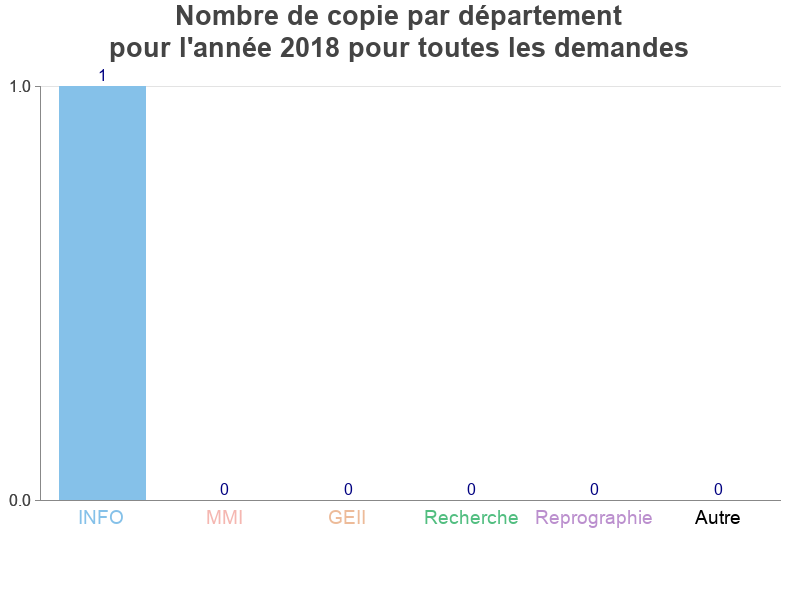 Nombre de copie par département
pour l'année 2018 pour toutes les demandes
1
1.0
0 0 0 0 0
0.0
INFO MMI GEII Recherche Reprographie Autre